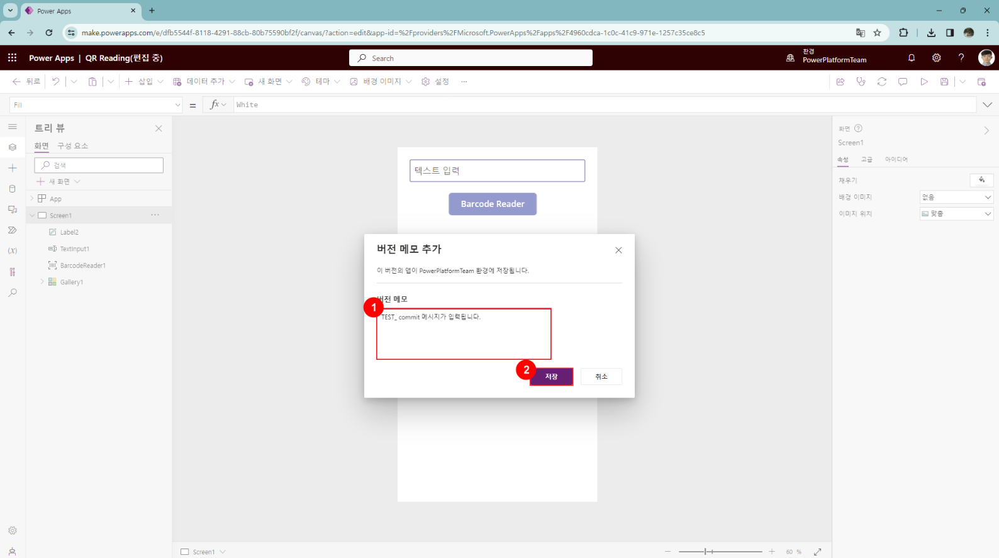 Power Apps
make.powerapps.com/e/dfb5544f-8118-4291-88cb-80b75590bf2f/canvas/?action=edit&app-id=%2Fproviders%2FMicrosoft.PowerApps%2Fapps%2F4960cdca-1c0c-41c9-971e-1257c35ce8c5
Power Apps | QR Reading(편집 중)
Search
환경
PowerPlatformTeam
뒤로
삽입
데이터 추가
새 화면
테마
배경 이미지
설정
Fill
=
fx
White
트리 뷰
화면 구성 요소
검색
새 화면
App
Screen1
Label2
TextInput1
BarcodeReader1
Gallery1
텍스트 입력
Barcode Reader
버전 메모 추가
이 버전의 앱이 PowerPlatformTeam 환경에 저장됩니다.
버전 메모
1
TEST_ commit 메시지가 입력됩니다.
2
저장
취소
화면
Screen1
속성 고급 아이디어
채우기
배경 이미지 없음
이미지 위치 맞춤
Screen1
60 %